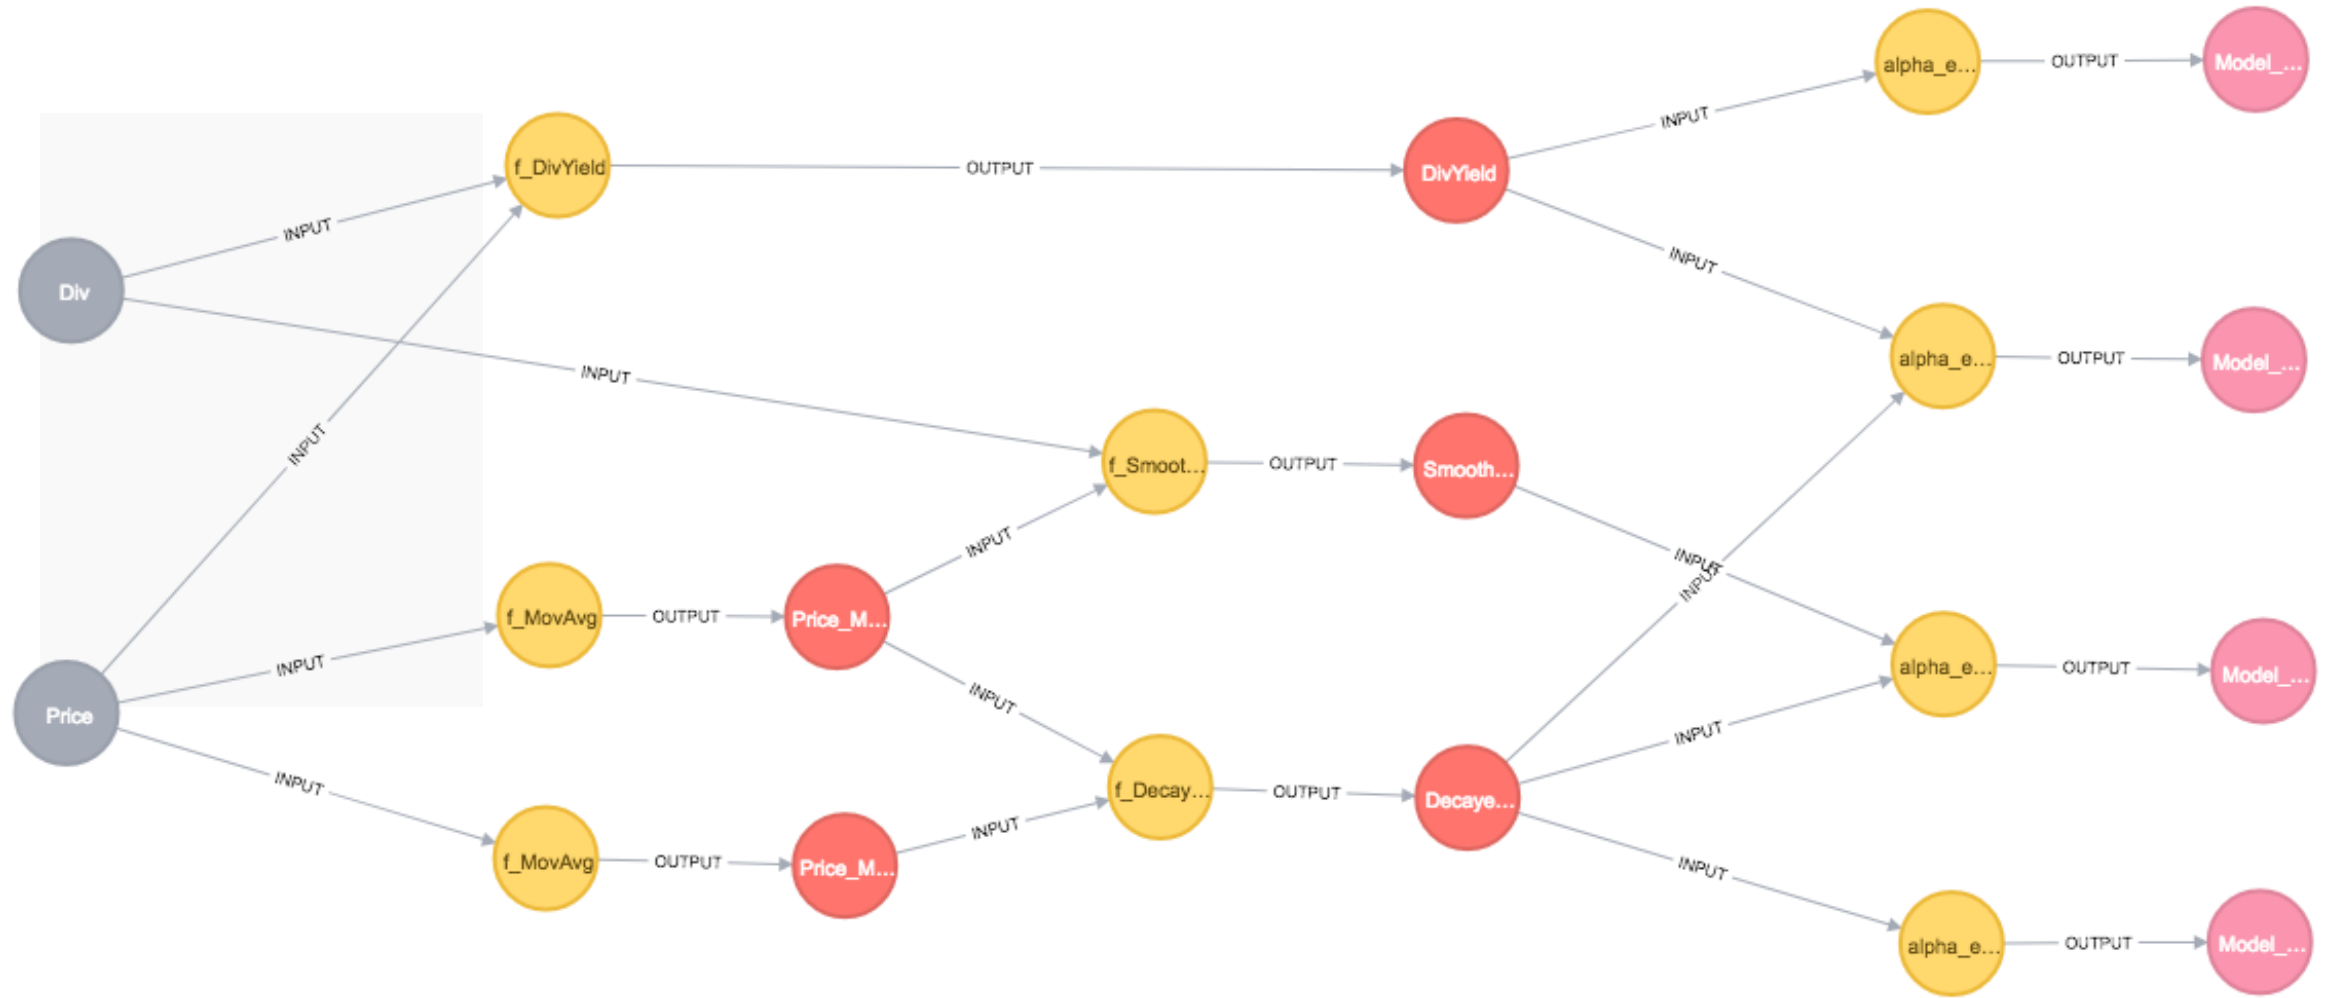 alpha_e...
OUTPUT
Model_...
INPUT
f_DivYield
OUTPUT
DivYield
INPUT
INPUT
Div
INPUT
alpha_e...
OUTPUT
Model_...
INPUT
INPUT
f_Smoot...
OUTPUT
Smooth...
INPUT
INPUT
INPUT
f_MovAvg
OUTPUT
Price_M...
INPUT
alpha_e...
OUTPUT
Model_...
INPUT
INPUT
Price
INPUT
f_Decay...
OUTPUT
Decaye...
INPUT
INPUT
f_MovAvg
OUTPUT
Price_M...
alpha_e...
OUTPUT
Model_...